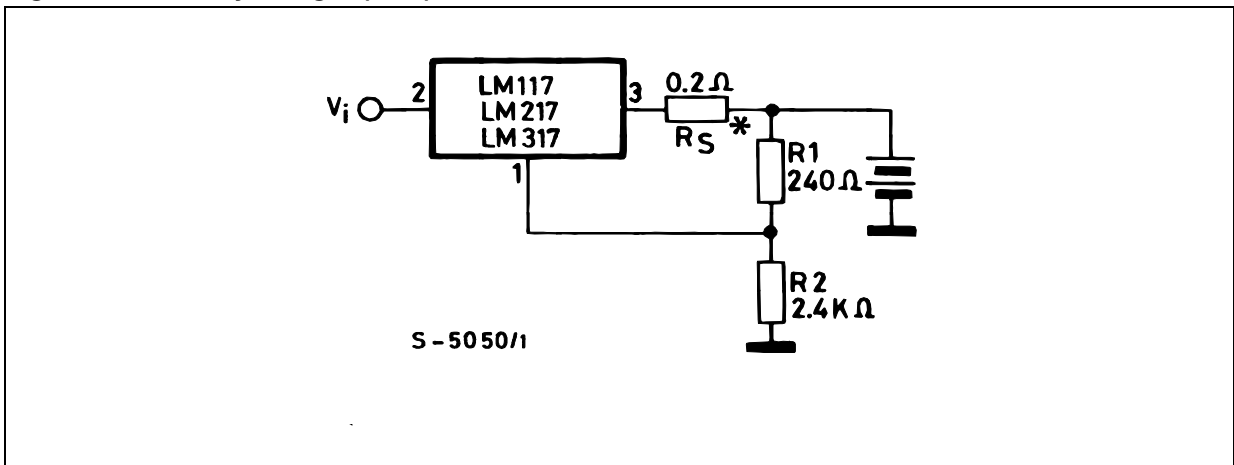 LM117
LM217
LM317
Vi
2
3
1
0.2Ω
RS
*
R1
240Ω
R2
2.4KΩ
S-5050/1